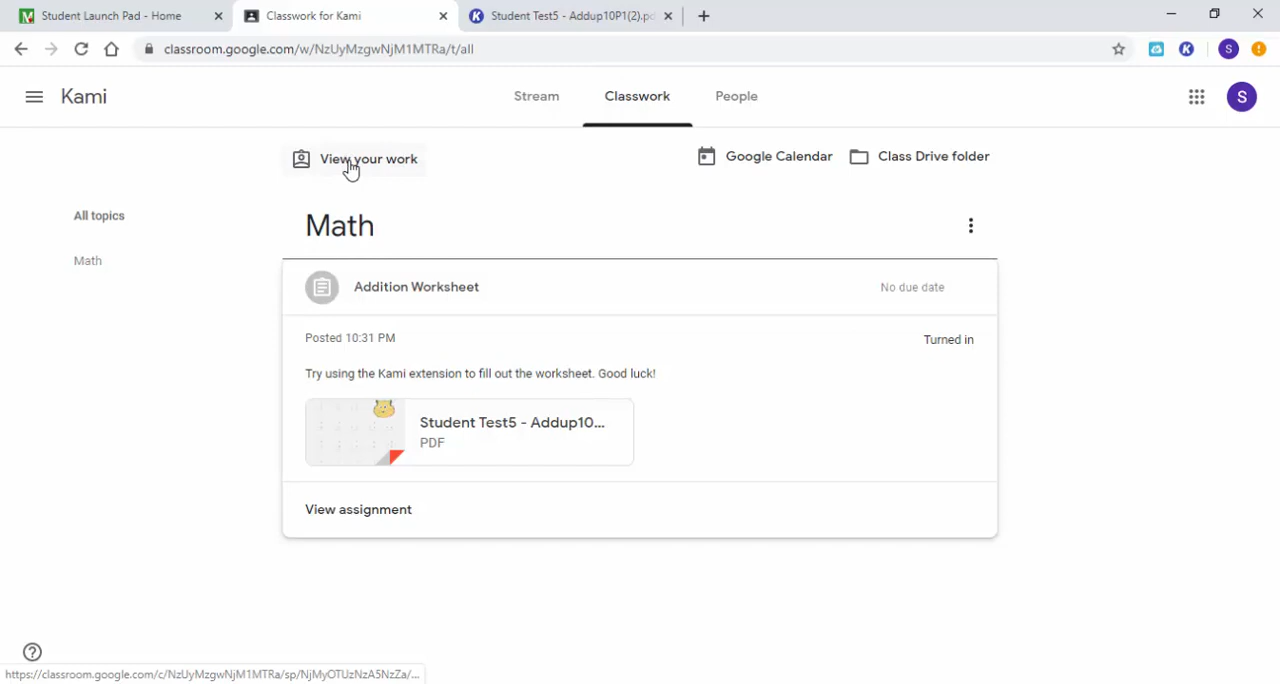 Student Launch Pad - Home
Classwork for Kami
Student Test5 - Addup10P1(2).pd
classroom.google.com/w/NzUyMzgwNjM1MTRa/t/all
S
Kami
Stream
Classwork
People
S
View your work
Google Calendar
Class Drive folder
All topics
Math
Math
Addition Worksheet
No due date
Posted 10:31 PM
Turned in
Try using the Kami extension to fill out the worksheet. Good luck!
Student Test5 - Addup10...
PDF
View assignment
https://classroom.google.com/c/NzUyMzgwNjM1MTRa/sp/NjMyOTUzNzA5NzZa/...